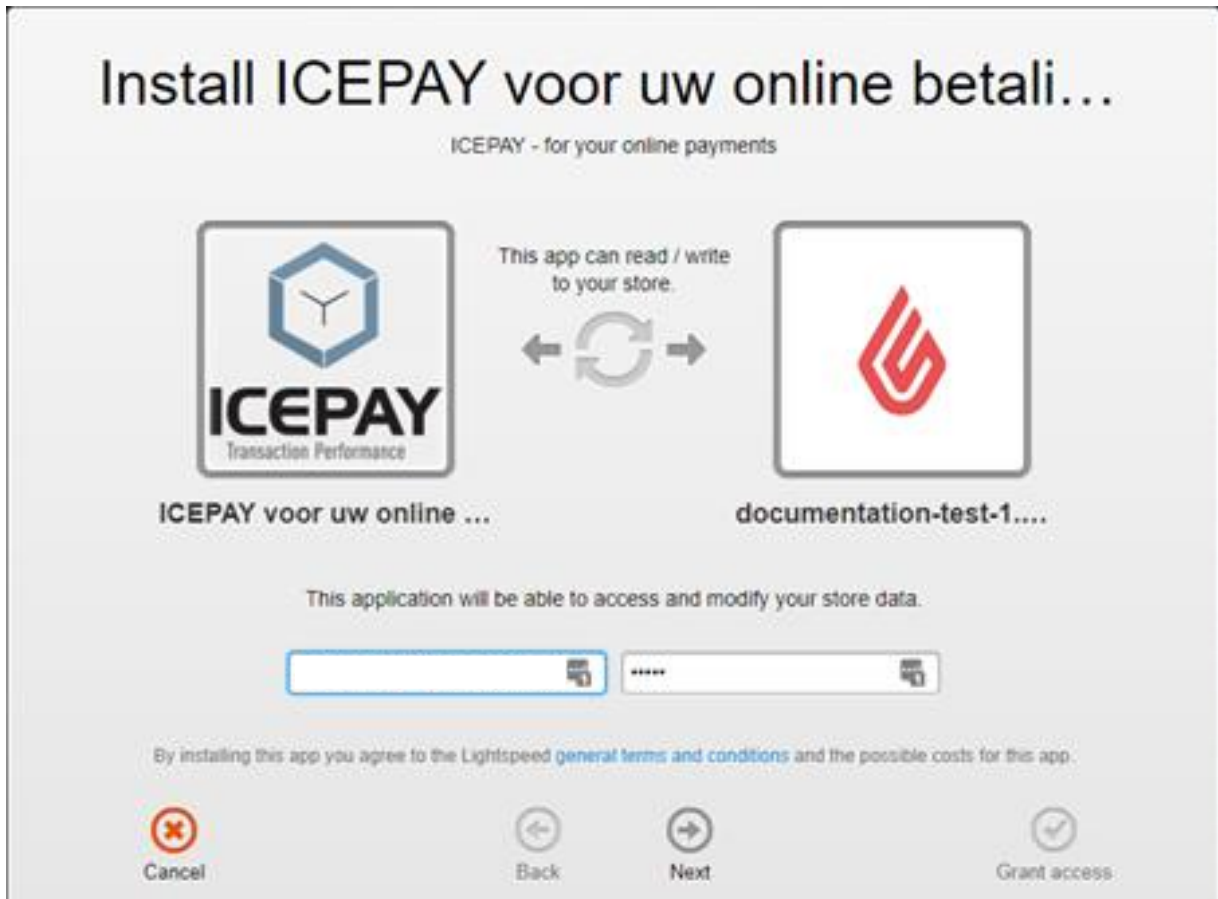 Install ICEPAY voor uw online betali…
ICEPAY - for your online payments
This app can read / write
to your store.
ICEPAY
Transaction Performance
ICEPAY voor uw online ...
documentation-test-1....
This application will be able to access and modify your store data.
•••••
By installing this app you agree to the Lightspeed general terms and conditions and the possible costs for this app.
Cancel
Back
Next
Grant access